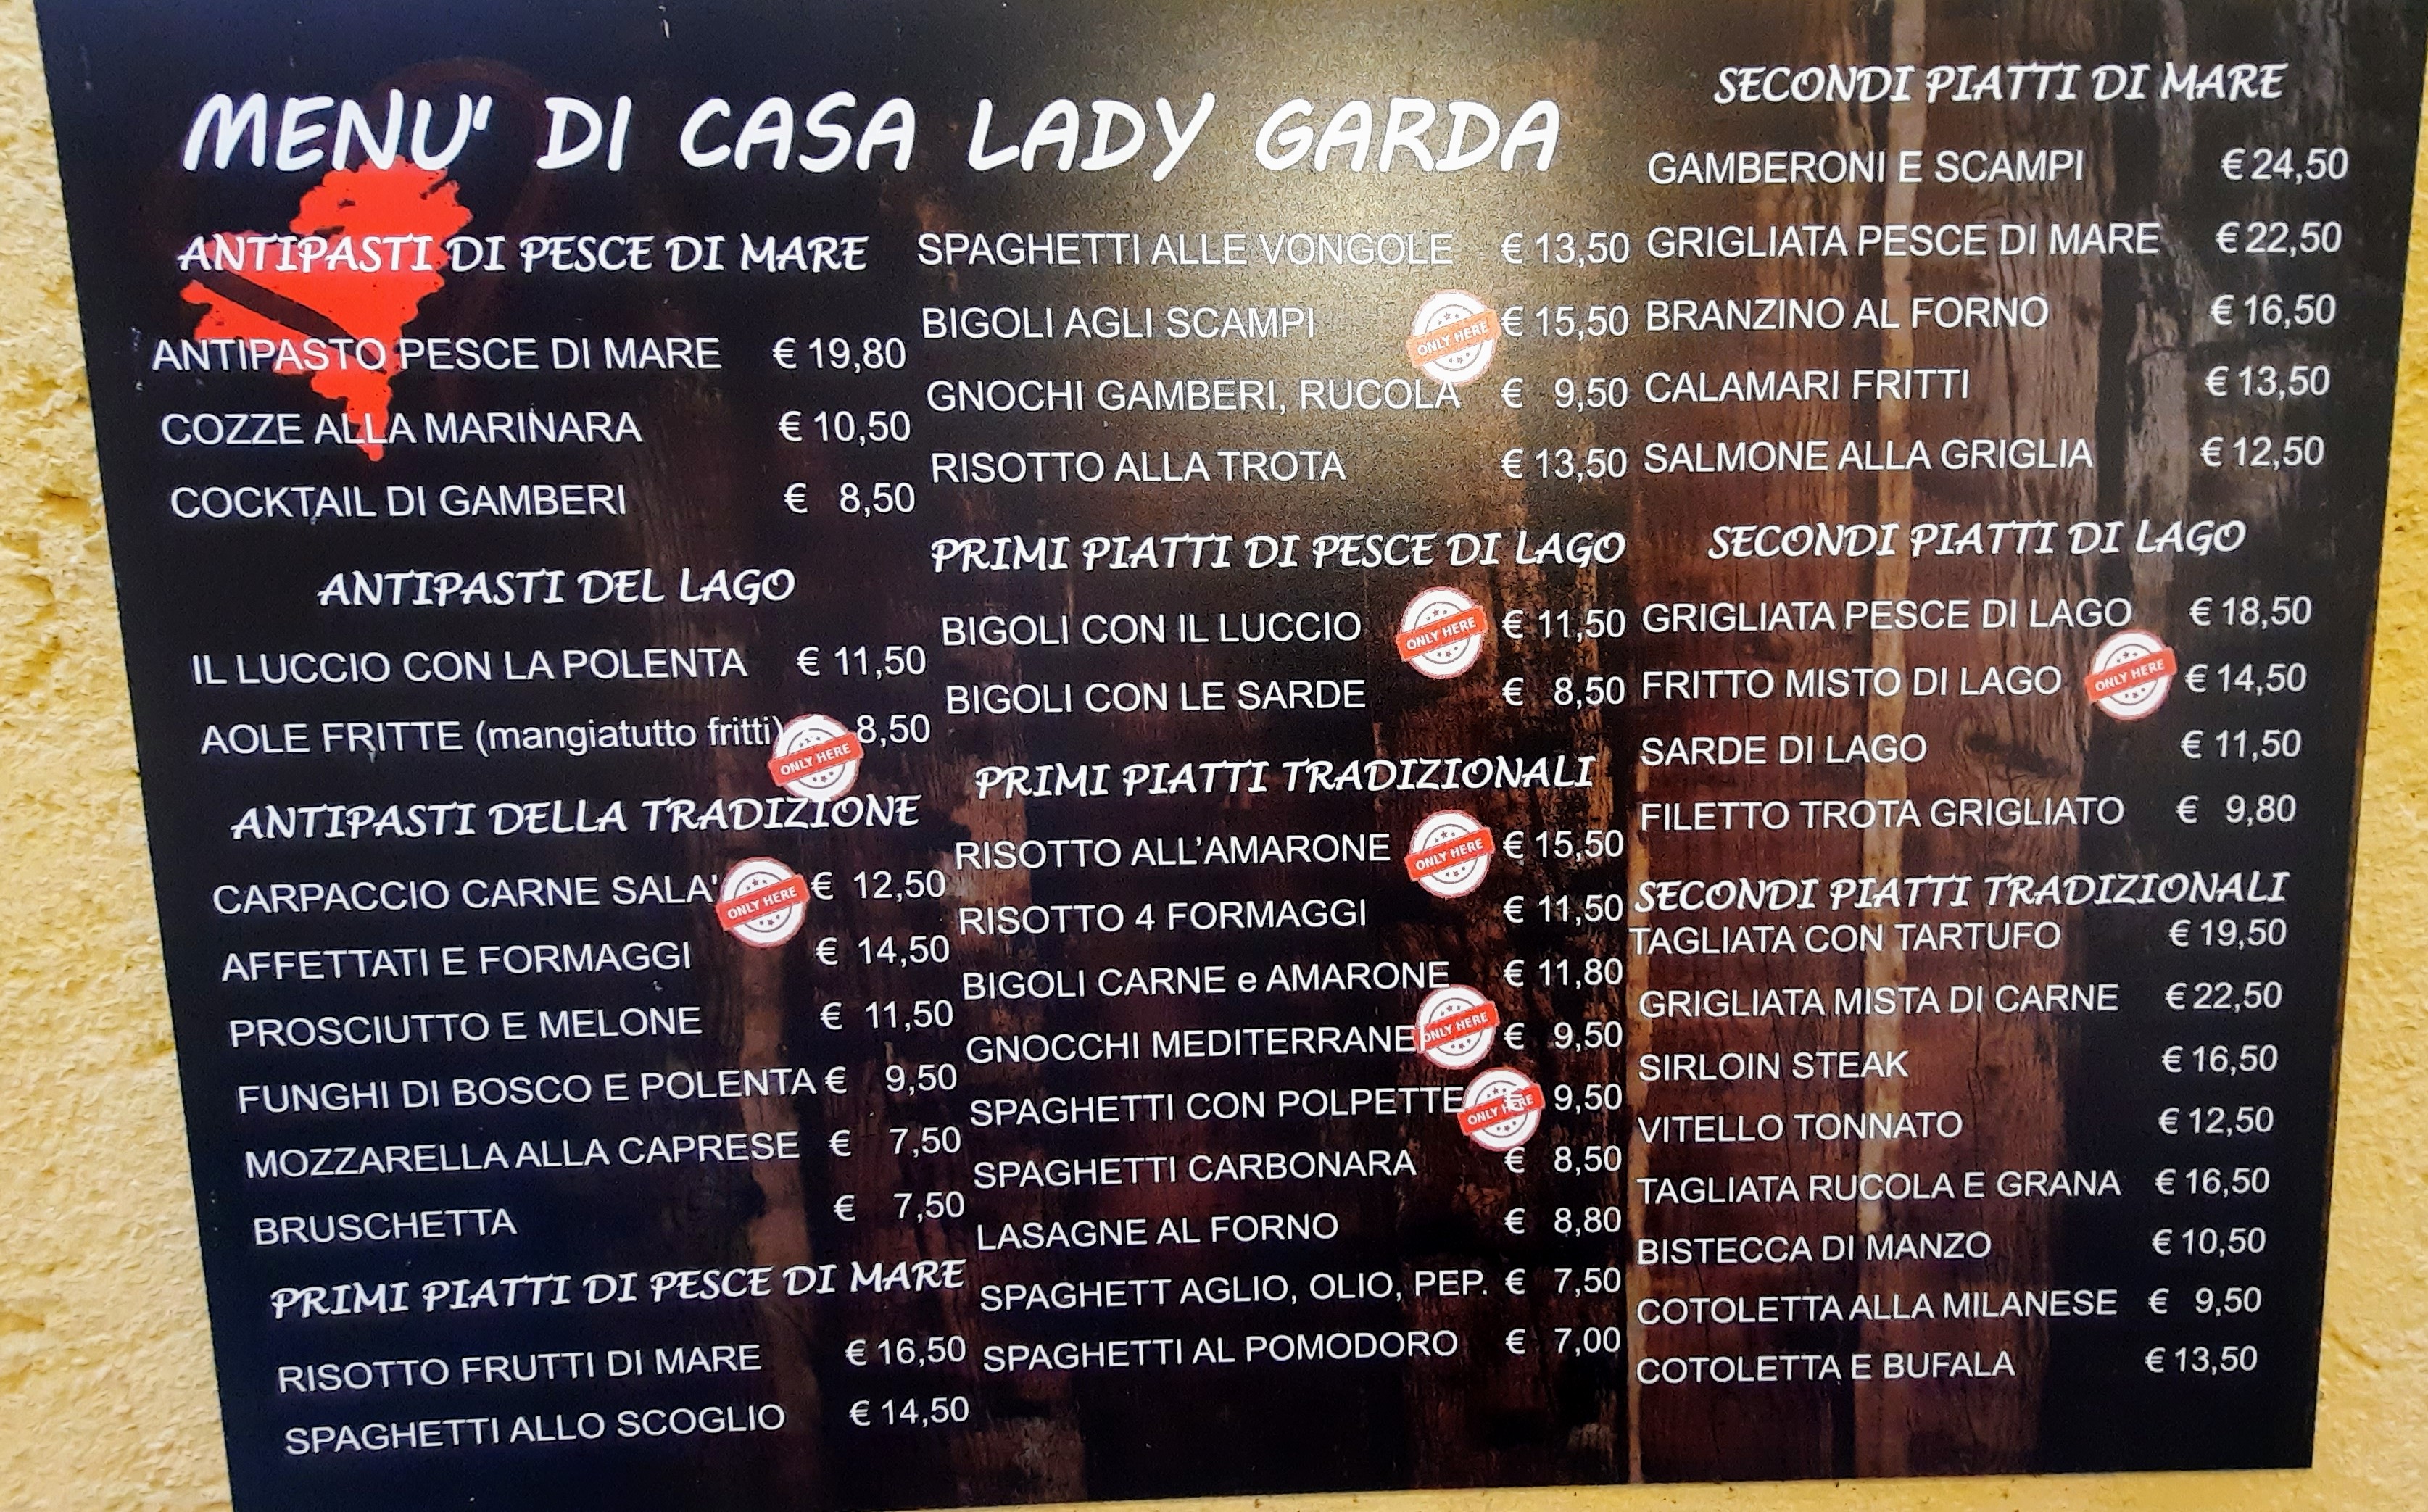 MENU' DI CASA LADY GARDA
ANTIPASTI DI PESCE DI MARE
ANTIPASTO PESCE DI MARE € 19,80
COZZE ALLA MARINARA € 10,50
COCKTAIL DI GAMBERI € 8,50
ANTIPASTI DEL LAGO
IL LUCCIO CON LA POLENTA € 11,50
AOLE FRITTE (mangiatutto fritti) ONLY HERE 8,50
ANTIPASTI DELLA TRADIZIONE
CARPACCIO CARNE SALA' ONLY HERE € 12,50
AFFETTATI E FORMAGGI € 14,50
PROSCIUTTO E MELONE € 11,50
FUNGHI DI BOSCO E POLENTA € 9,50
MOZZARELLA ALLA CAPRESE € 7,50
BRUSCHETTA € 7,50
PRIMI PIATTI DI PESCE DI MARE
RISOTTO FRUTTI DI MARE € 16,50
SPAGHETTI ALLO SCOGLIO € 14,50
SPAGHETTI ALLE VONGOLE € 13,50
BIGOLI AGLI SCAMPI ONLY HERE € 15,50
GNOCHI GAMBERI, RUCOLA € 9,50
RISOTTO ALLA TROTA € 13,50
PRIMI PIATTI DI PESCE DI LAGO
BIGOLI CON IL LUCCIO ONLY HERE € 11,50
BIGOLI CON LE SARDE € 8,50
PRIMI PIATTI TRADIZIONALI
RISOTTO ALL'AMARONE ONLY HERE € 15,50
RISOTTO 4 FORMAGGI € 11,50
BIGOLI CARNE e AMARONE € 11,80
GNOCCHI MEDITERRANE ONLY HERE € 9,50
SPAGHETTI CON POLPETTE ONLY HERE € 9,50
SPAGHETTI CARBONARA € 8,50
LASAGNE AL FORNO € 8,80
SPAGHETT AGLIO, OLIO, PEP. € 7,50
SPAGHETTI AL POMODORO € 7,00
SECONDI PIATTI DI MARE
GAMBERONI E SCAMPI € 24,50
GRIGLIATA PESCE DI MARE € 22,50
BRANZINO AL FORNO € 16,50
CALAMARI FRITTI € 13,50
SALMONE ALLA GRIGLIA € 12,50
SECONDI PIATTI DI LAGO
GRIGLIATA PESCE DI LAGO € 18,50
FRITTO MISTO DI LAGO ONLY HERE € 14,50
SARDE DI LAGO € 11,50
FILETTO TROTA GRIGLIATO € 9,80
SECONDI PIATTI TRADIZIONALI
TAGLIATA CON TARTUFO € 19,50
GRIGLIATA MISTA DI CARNE € 22,50
SIRLOIN STEAK € 16,50
VITELLO TONNATO € 12,50
TAGLIATA RUCOLA E GRANA € 16,50
BISTECCA DI MANZO € 10,50
COTOLETTA ALLA MILANESE € 9,50
COTOLETTA E BUFALA € 13,50